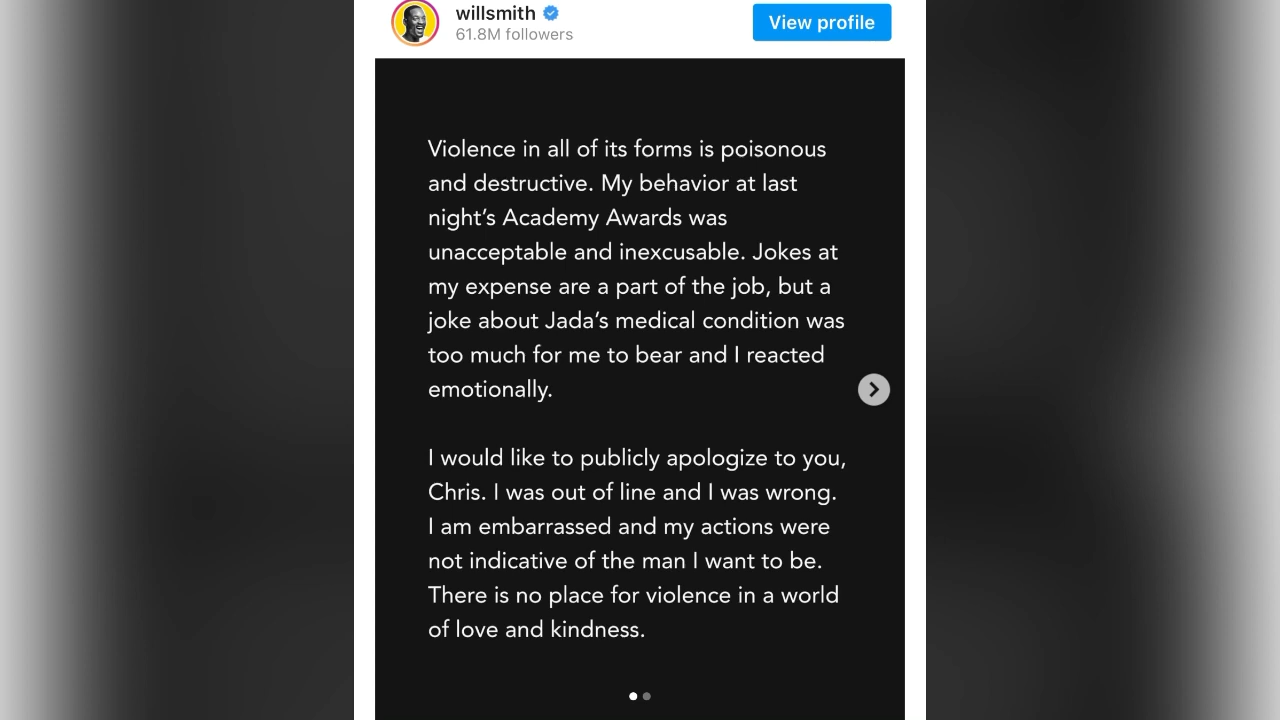 willsmith
61.8M followers
View profile
Violence in all of its forms is poisonous
and destructive. My behavior at last
night’s Academy Awards was
unacceptable and inexcusable. Jokes at
my expense are a part of the job, but a
joke about Jada’s medical condition was
too much for me to bear and I reacted
emotionally.
I would like to publicly apologize to you,
Chris. I was out of line and I was wrong.
I am embarrassed and my actions were
not indicative of the man I want to be.
There is no place for violence in a world
of love and kindness.